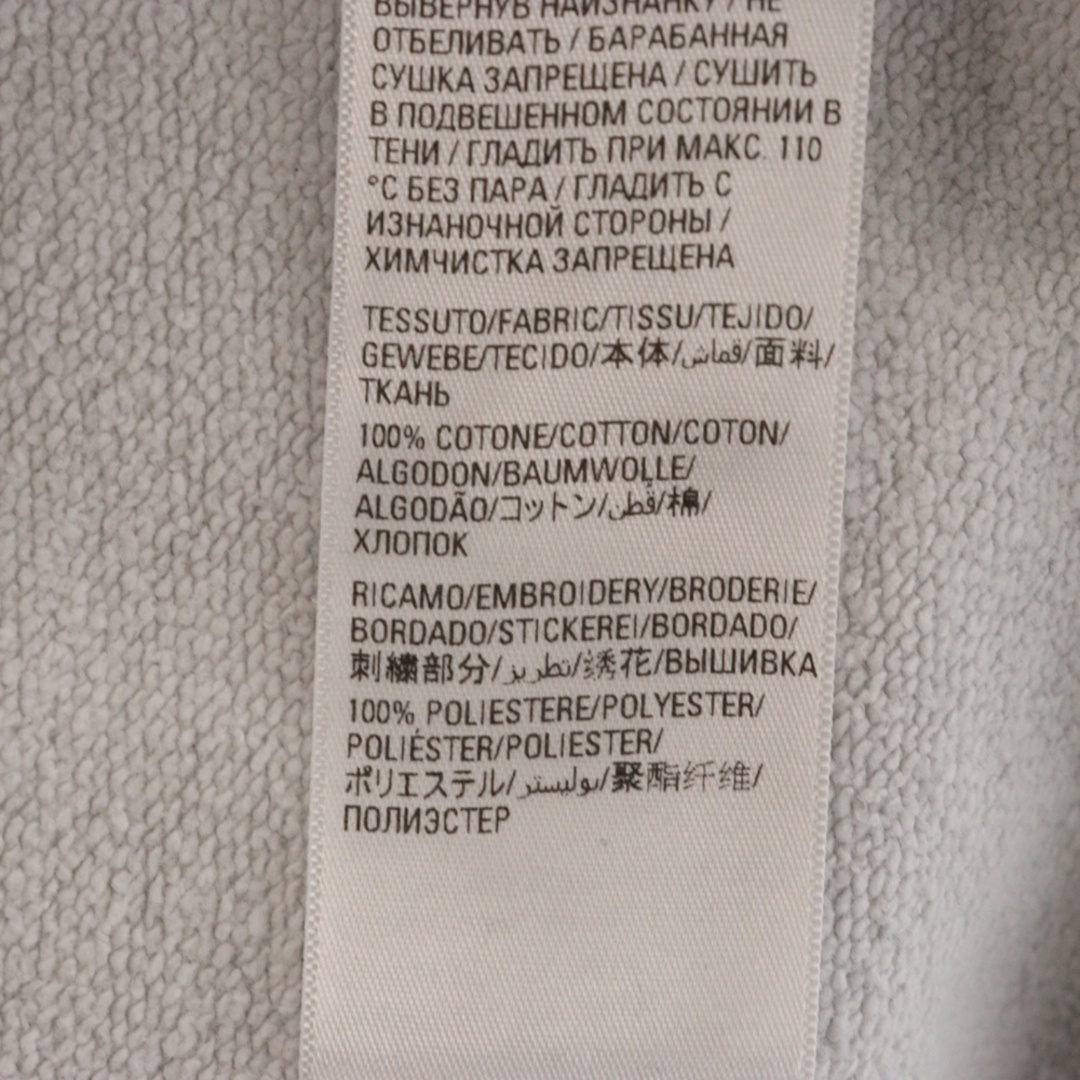 ВЫВЕРНУВ НАИЗНАНКУ / НЕ
ОТБЕЛИВАТЬ / БАРАБАННАЯ
СУШКА ЗАПРЕЩЕНА / СУШИТЬ
В ПОДВЕШЕННОМ СОСТОЯНИИ В
ТЕНИ / ГЛАДИТЬ ПРИ МАКС. 110
°C БЕЗ ПАРА / ГЛАДИТЬ С
ИЗНАНОЧНОЙ СТОРОНЫ /
ХИМЧИСТКА ЗАПРЕЩЕНА
TESSUTO/FABRIC/TISSU/TEJIDO/
GEWEBE/TECIDO/本体/قماش/面料/
ТКАНЬ
100% COTONE/COTTON/COTON/
ALGODON/BAUMWOLLE/
ALGODÃO/コットン/قطن/棉/
ХЛОПОК
RICAMO/EMBROIDERY/BRODERIE/
BORDADO/STICKEREI/BORDADO/
刺繍部分/تطريز/绣花/ВЫШИВКА
100% POLIESTERE/POLYESTER/
POLIÉSTER/POLIESTER/
ポリエステル/بوليستر/聚酯纤维/
ПОЛИЭСТЕР